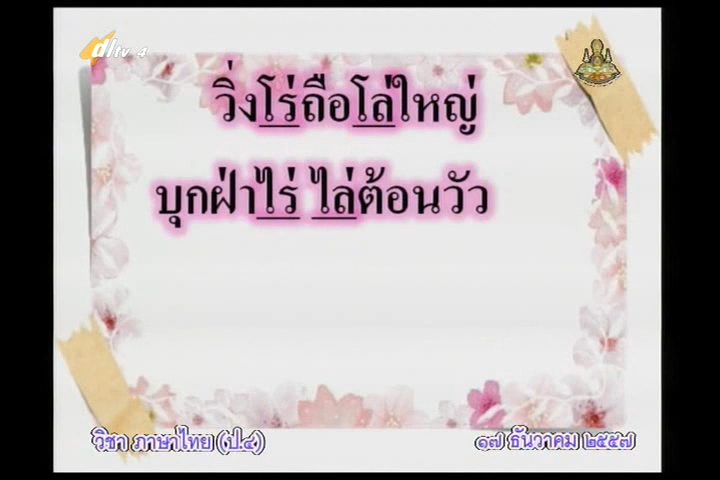 dltv 4
วิ่งโร่ถือโล่ใหญ่
บุกฝ่าไร่ ไล่ต้อนวัว
วิชา ภาษาไทย (ป.๔)
๑๗ ธันวาคม ๒๕๕๗